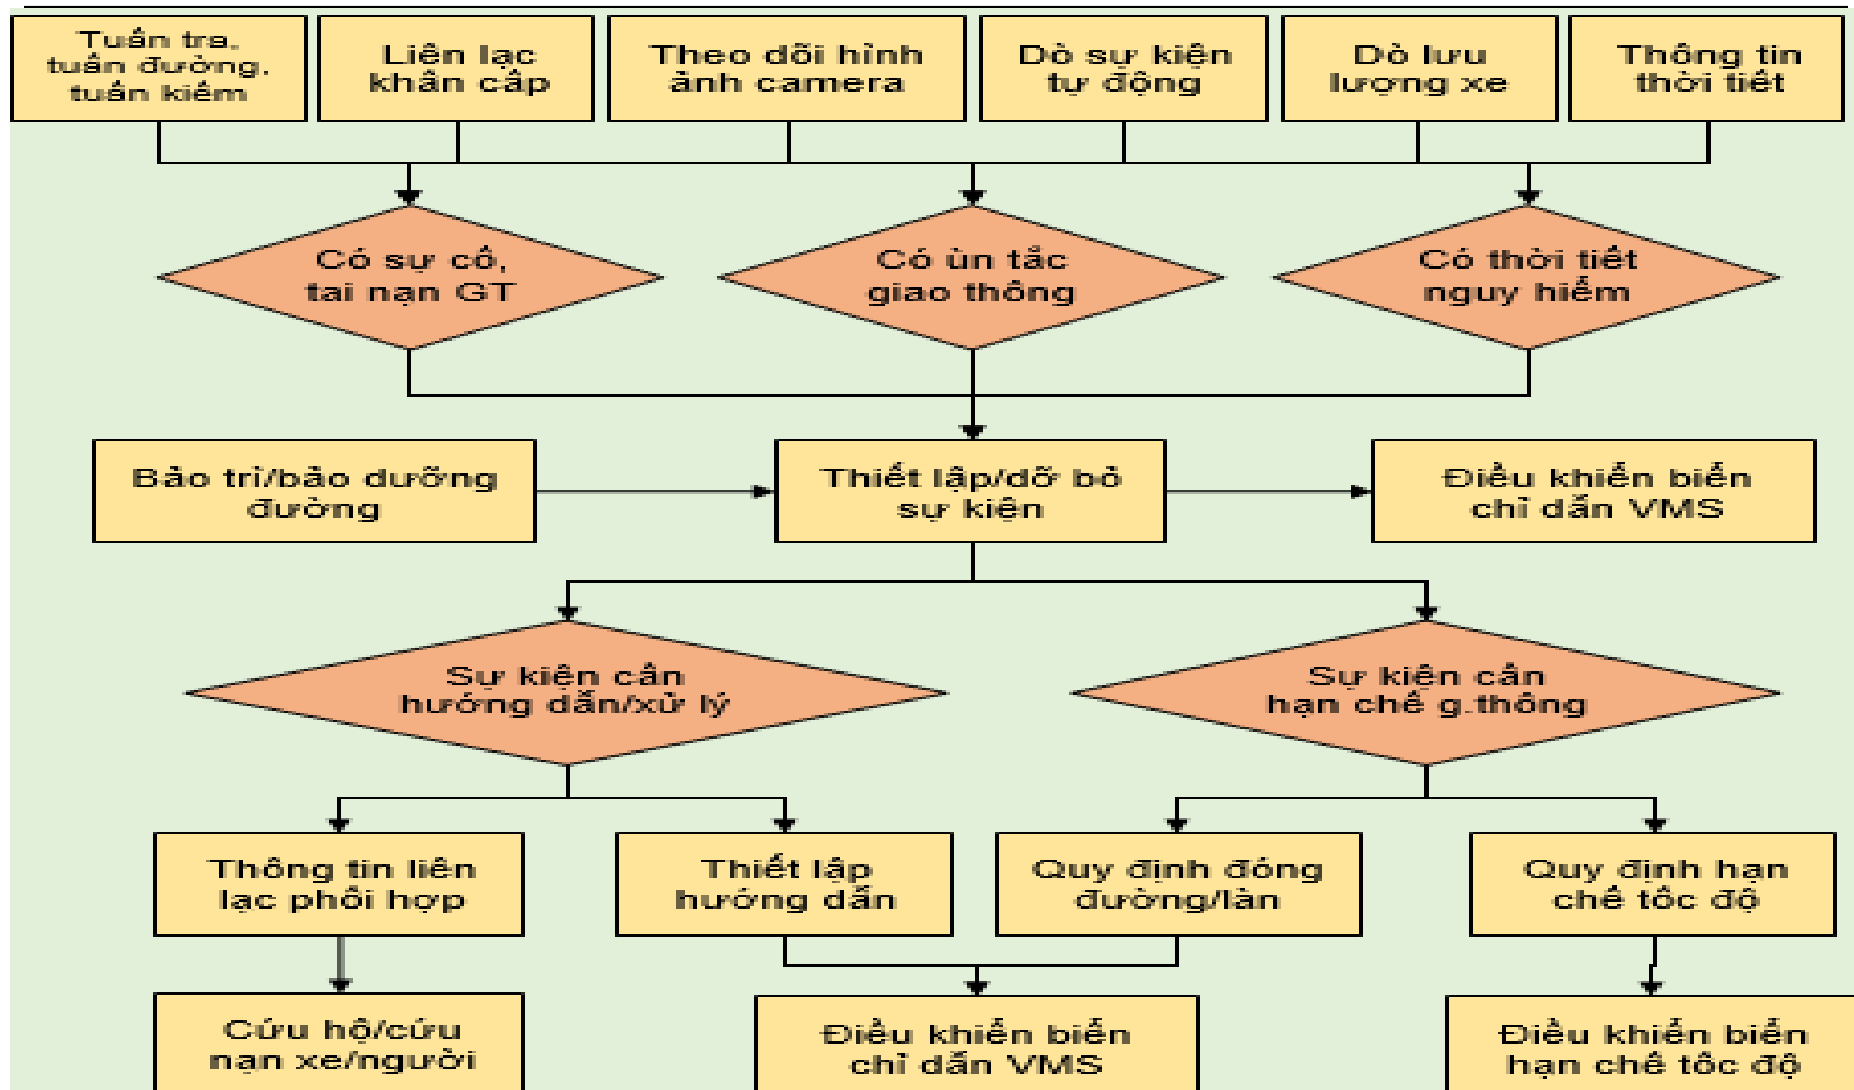 Tuần tra,
tuần đường,
tuần kiểm
Liên lạc
khẩn cấp
Theo dõi hình
ảnh camera
Dò sự kiện
tự động
Dò lưu
lượng xe
Thông tin
thời tiết
Có sự cố,
tai nạn GT
Có ùn tắc
giao thông
Có thời tiết
nguy hiểm
Bảo trì/bảo dưỡng
đường
Thiết lập/dỡ bỏ
sự kiện
Điều khiển biển
chỉ dẫn VMS
Sự kiện cần
hướng dẫn/xử lý
Sự kiện cần
hạn chế g.thông
Thông tin liên
lạc phối hợp
Thiết lập
hướng dẫn
Quy định đóng
đường/làn
Quy định hạn
chế tốc độ
Cứu hộ/cứu
nạn xe/người
Điều khiển biển
chỉ dẫn VMS
Điều khiển biển
hạn chế tốc độ